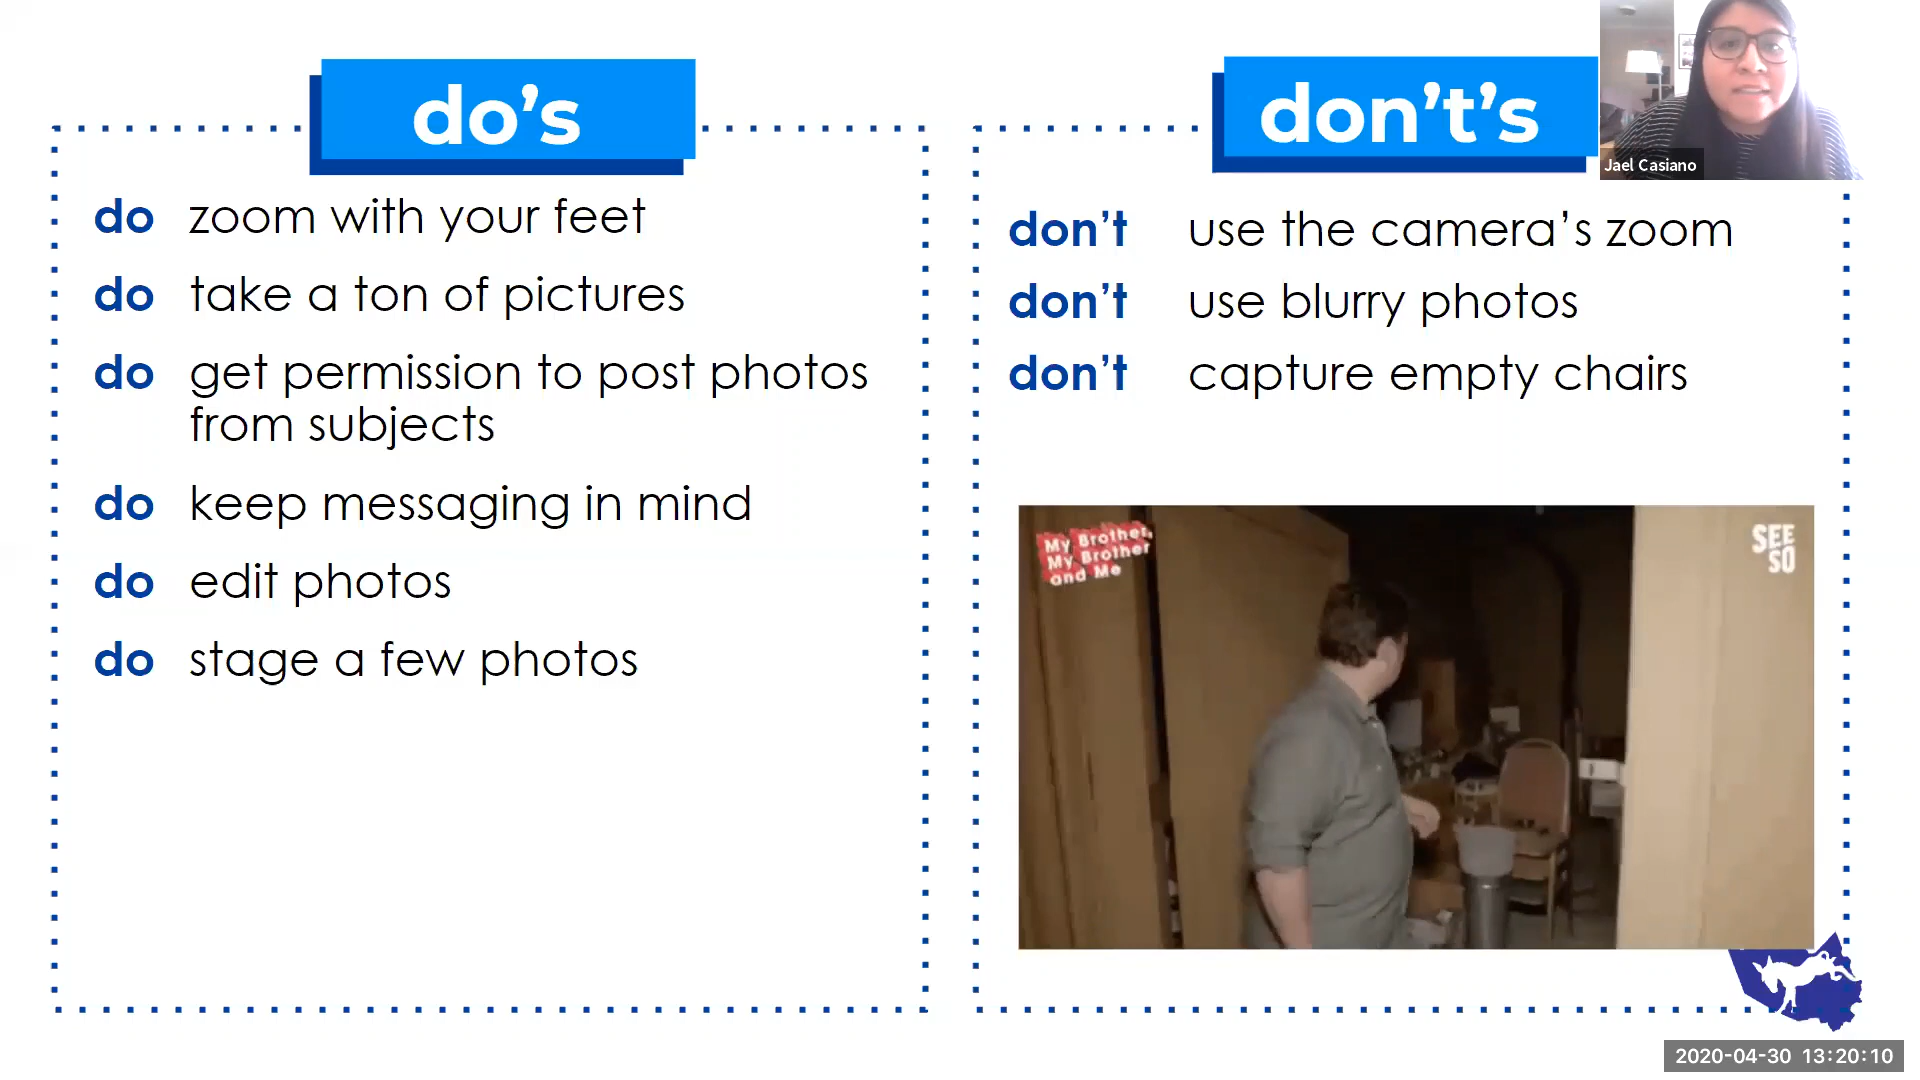 do’s
do zoom with your feet
do take a ton of pictures
do get permission to post photos
from subjects
do keep messaging in mind
do edit photos
do stage a few photos
don’t’s
don’t use the camera’s zoom
don’t use blurry photos
don’t capture empty chairs
My Brother,
My Brother
and Me
SEE
SO
Jael Casiano
2020-04-30 13:20:10